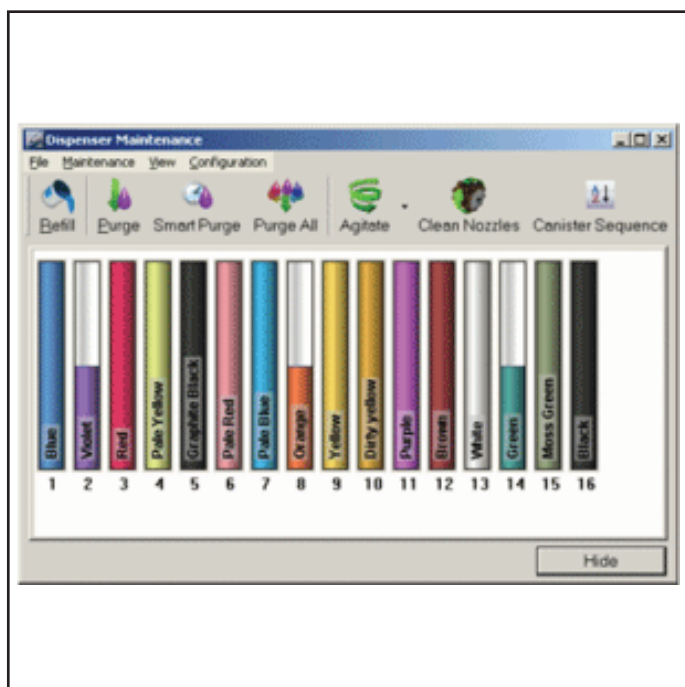 Dispenser Maintenance
File Maintenance View Configuration
Refill Purge Smart Purge Purge All Agitate Clean Nozzles Canister Sequence
Blue Violet Red Pale Yellow Graphite Black Pale Red Pale Blue Orange Yellow Dirty yellow Purple Brown White Green Moss Green Black
1 2 3 4 5 6 7 8 9 10 11 12 13 14 15 16
Hide